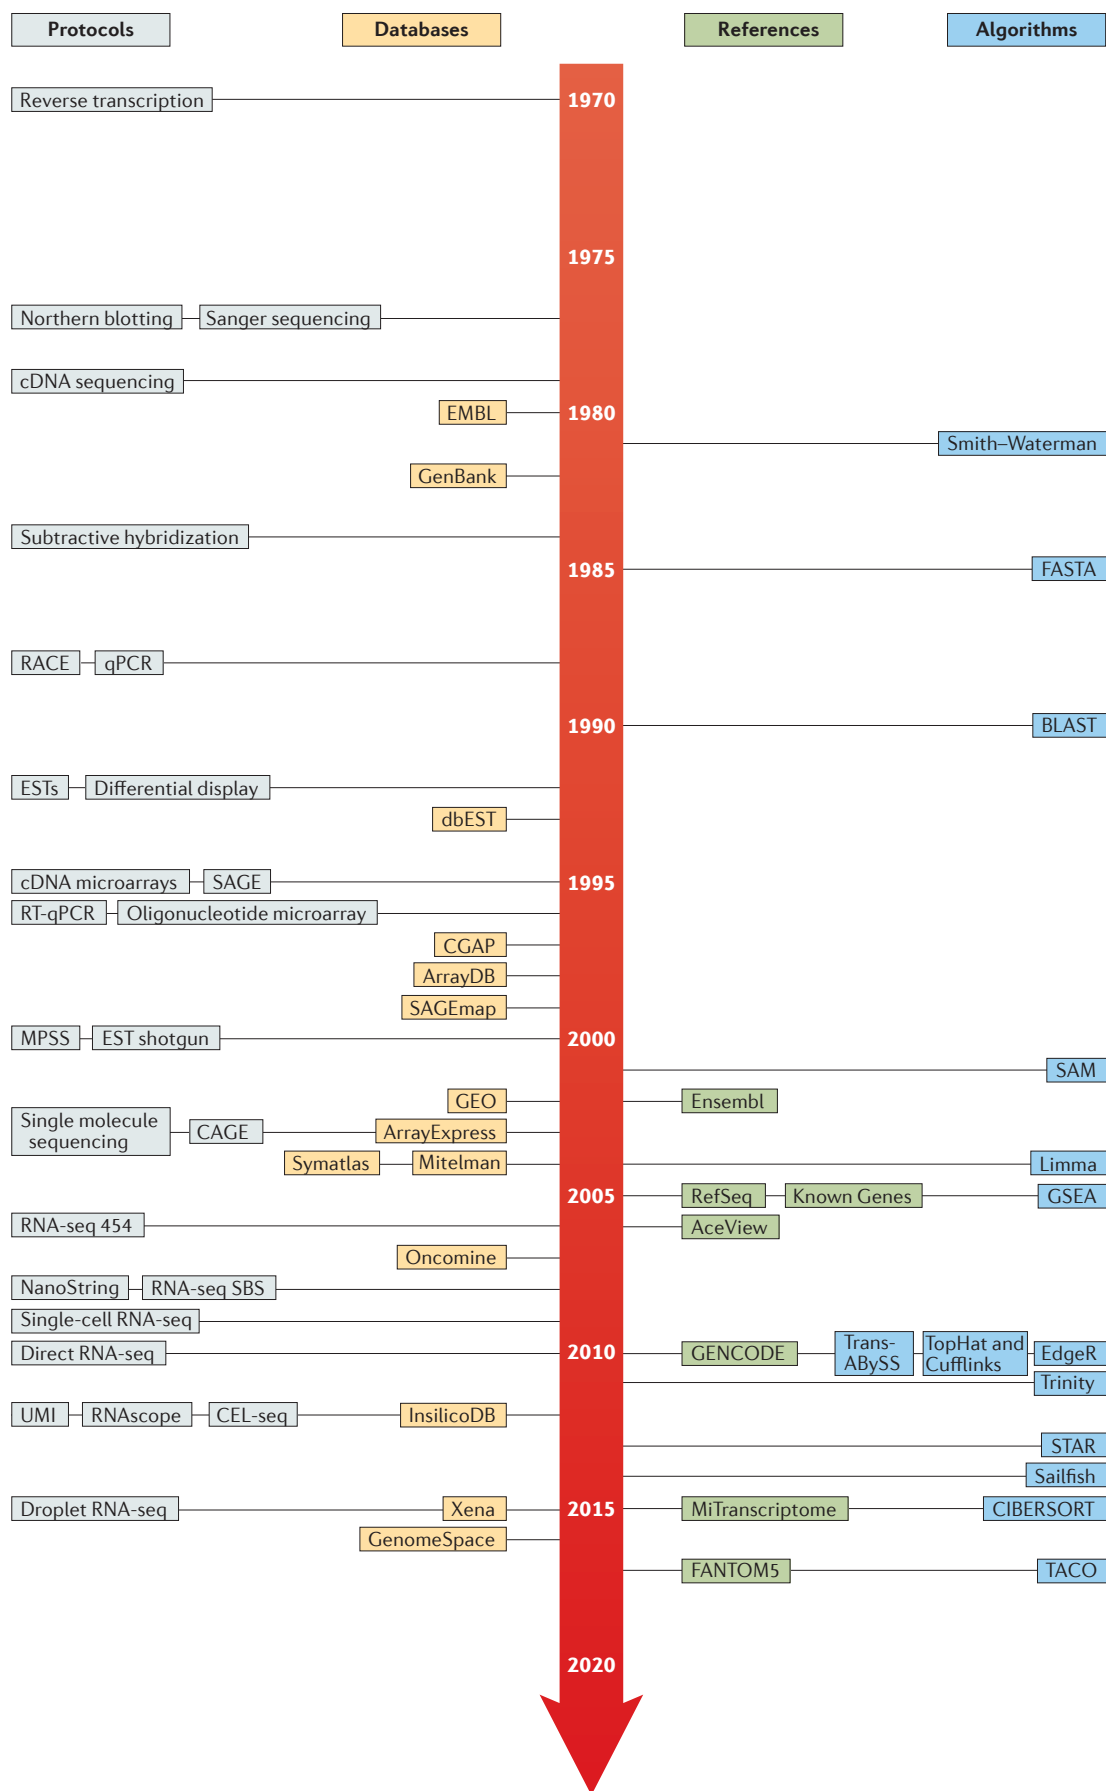 Protocols
Databases
References
Algorithms
1970
Reverse transcription
1975
Northern blotting
Sanger sequencing
cDNA sequencing
EMBL
1980
Smith–Waterman
GenBank
Subtractive hybridization
1985
FASTA
RACE
qPCR
1990
BLAST
ESTs
Differential display
dbEST
cDNA microarrays
SAGE
1995
RT-qPCR
Oligonucleotide microarray
CGAP
ArrayDB
SAGEmap
MPSS
EST shotgun
2000
SAM
GEO
Ensembl
Single molecule
sequencing
CAGE
ArrayExpress
Symatlas
Mitelman
Limma
2005
RefSeq
Known Genes
GSEA
RNA-seq 454
AceView
Oncomine
NanoString
RNA-seq SBS
Single-cell RNA-seq
Direct RNA-seq
2010
GENCODE
Trans-
ABySS
TopHat and
Cufflinks
EdgeR
Trinity
UMI
RNAscope
CEL-seq
InsilicoDB
STAR
Sailfish
Droplet RNA-seq
Xena
2015
MiTranscriptome
CIBERSORT
GenomeSpace
FANTOM5
TACO
2020